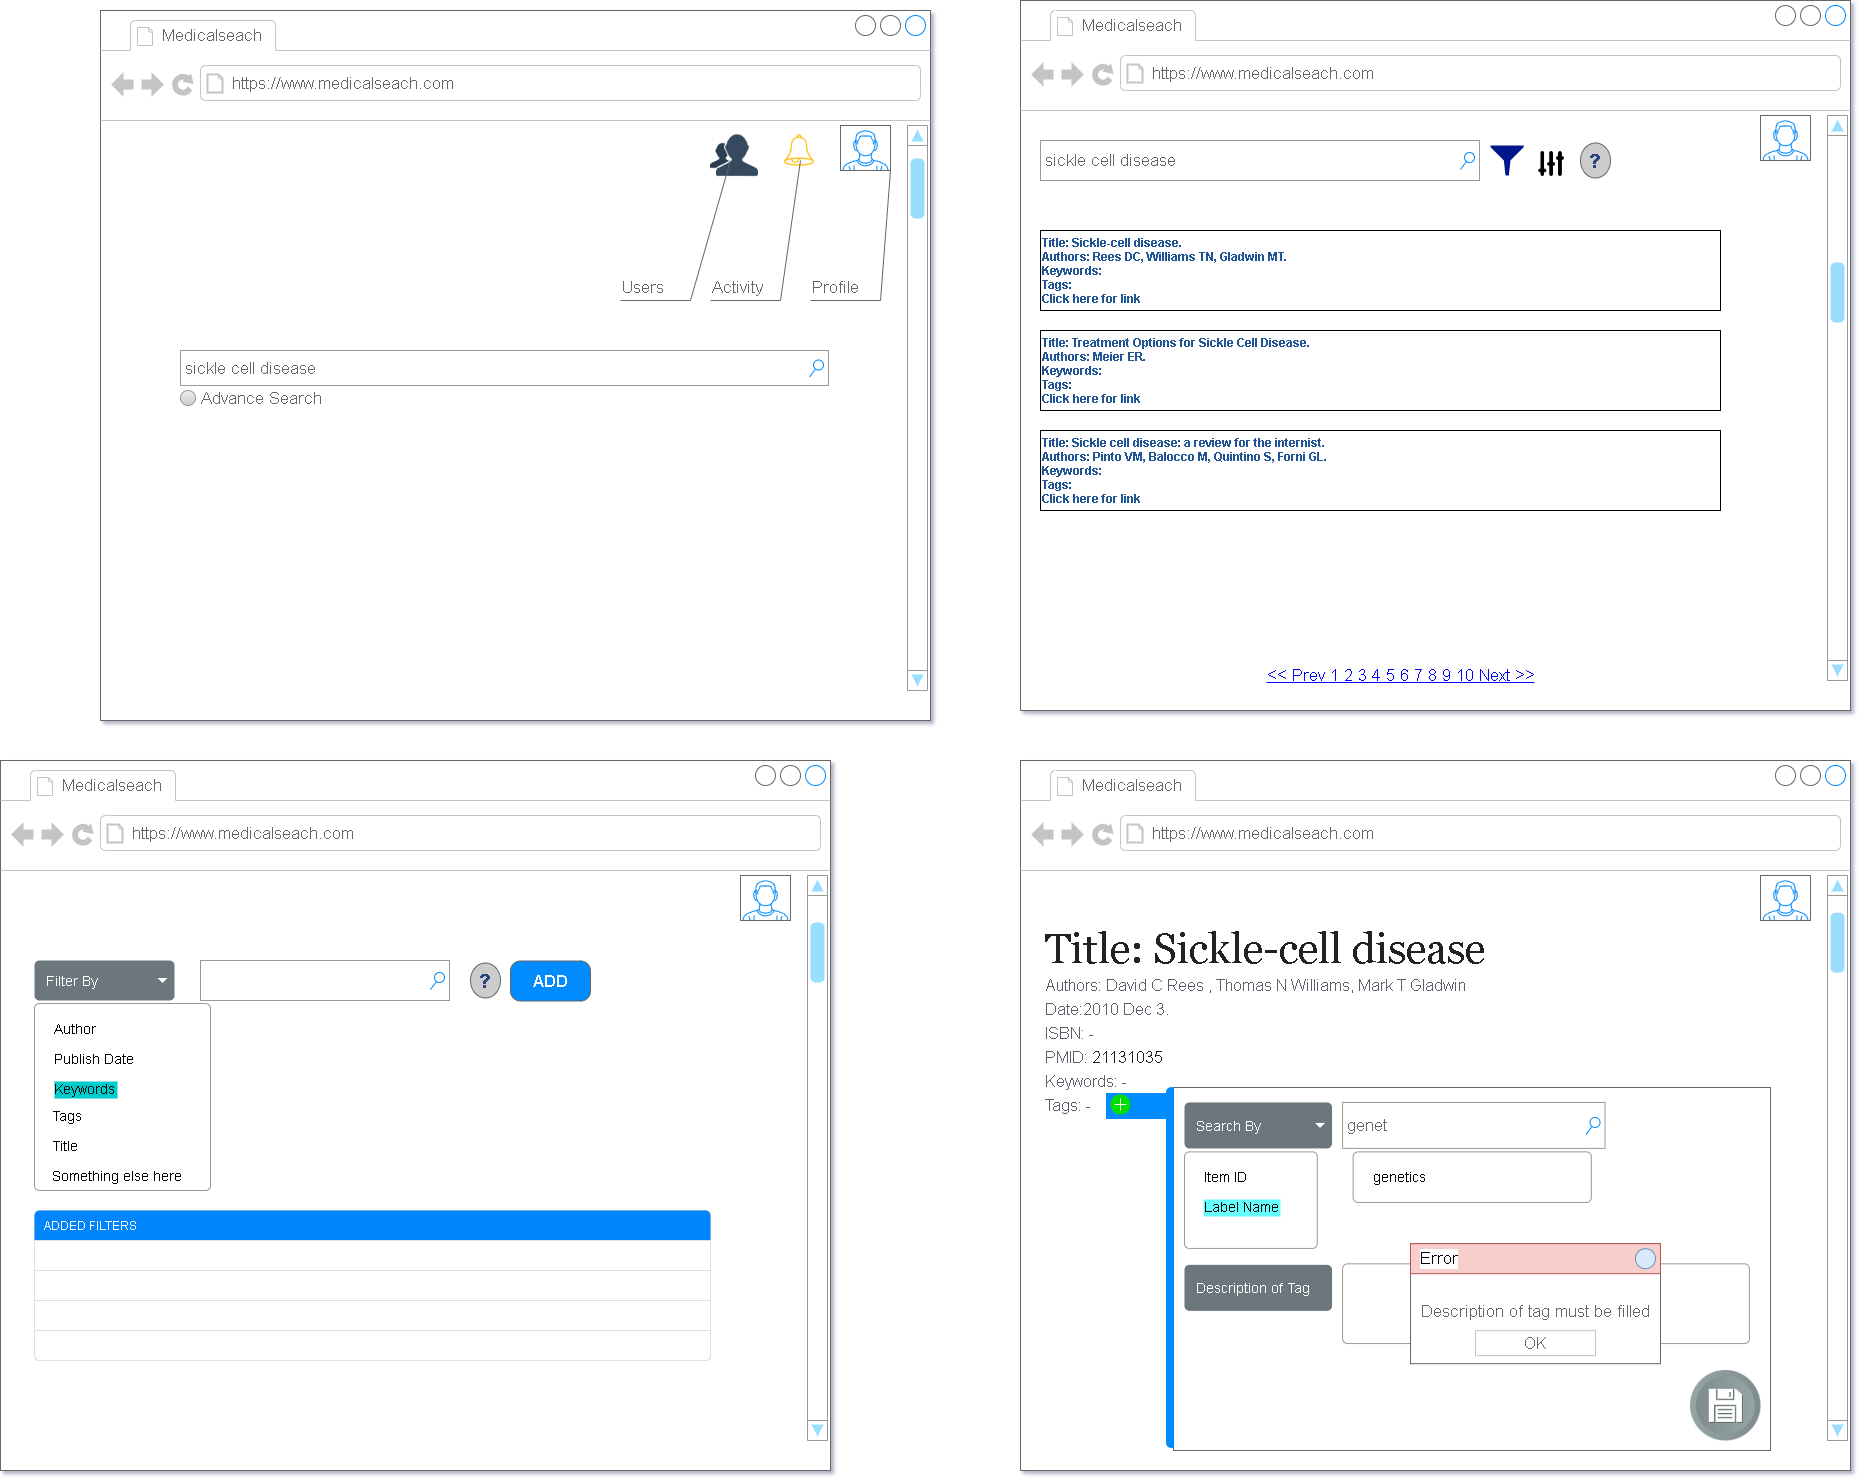 Medicalseach
https://www.medicalseach.com
Users
Activity
Profile
sickle cell disease
Advance Search
Medicalseach
https://www.medicalseach.com
sickle cell disease
?
Title: Sickle-cell disease.
Authors: Rees DC, Williams TN, Gladwin MT.
Keywords:
Tags:
Click here for link
Title: Treatment Options for Sickle Cell Disease.
Authors: Meier ER.
Keywords:
Tags:
Click here for link
Title: Sickle cell disease: a review for the internist.
Authors: Pinto VM, Balocco M, Quintino S, Forni GL.
Keywords:
Tags:
Click here for link
<< Prev 1 2 3 4 5 6 7 8 9 10 Next >>
Medicalseach
https://www.medicalseach.com
Filter By
?
ADD
Author
Publish Date
Keywords
Tags
Title
Something else here
ADDED FILTERS
Medicalseach
https://www.medicalseach.com
Title: Sickle-cell disease
Authors: David C Rees , Thomas N Williams, Mark T Gladwin
Date:2010 Dec 3.
ISBN: -
PMID: 21131035
Keywords: -
Tags: -
Search By
genet
Item ID
Label Name
genetics
Description of Tag
Error
Description of tag must be filled
OK